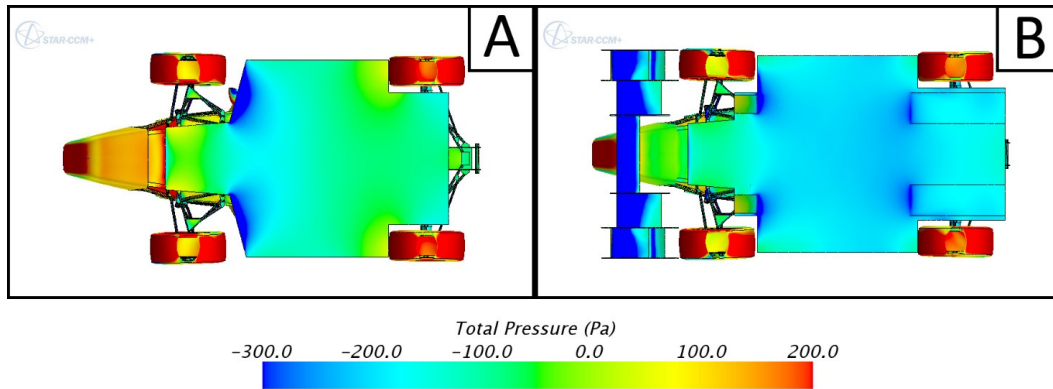 STAR-CCM+
A
STAR-CCM+
B
Total Pressure (Pa)
-300.0 -200.0 -100.0 0.0 100.0 200.0